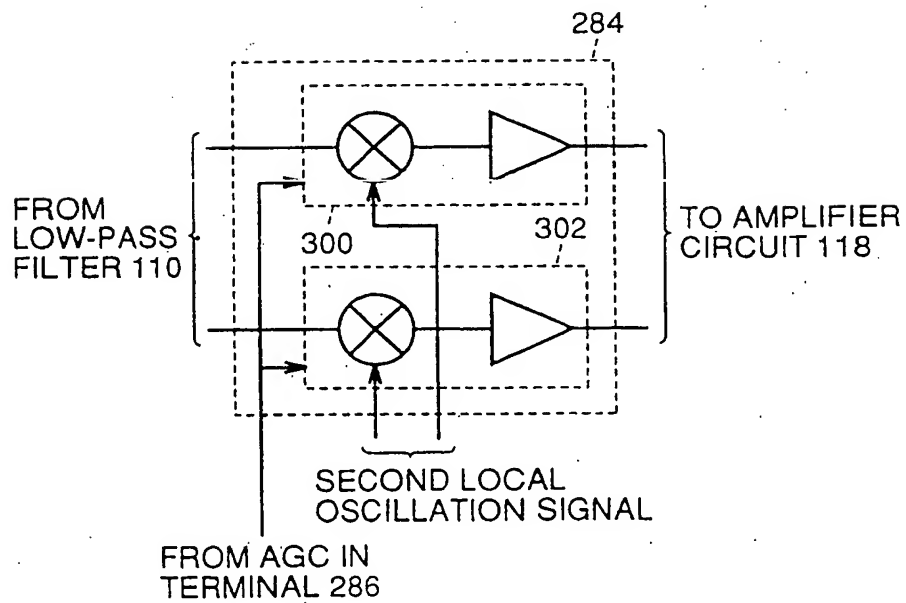 284
FROM
LOW-PASS
FILTER 110
300
302
TO AMPLIFIER
CIRCUIT 118
SECOND LOCAL
OSCILLATION SIGNAL
FROM AGC IN
TERMINAL 286